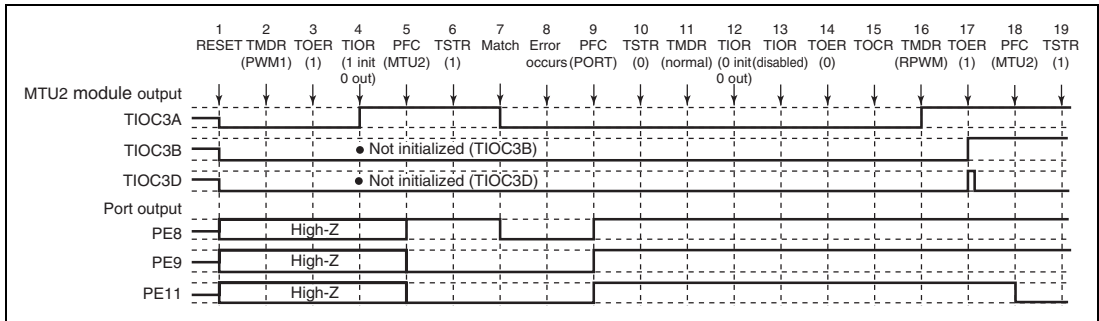 1 2 3 4 5 6 7 8 9 10 11 12 13 14 15 16 17 18 19
RESET TMDR TOER TIOR PFC TSTR Match Error PFC TSTR TMDR TIOR TIOR TOER TOCR TMDR TOER PFC TSTR
(PWM1) (1) (1 init (MTU2) (1) occurs (PORT) (0) (normal) (0 init (disabled) (0) (RPWM) (1) (MTU2) (1)
0 out) 0 out)
MTU2 module output
TIOC3A
TIOC3B • Not initialized (TIOC3B)
TIOC3D • Not initialized (TIOC3D)
Port output
PE8 High-Z
PE9 High-Z
PE11 High-Z